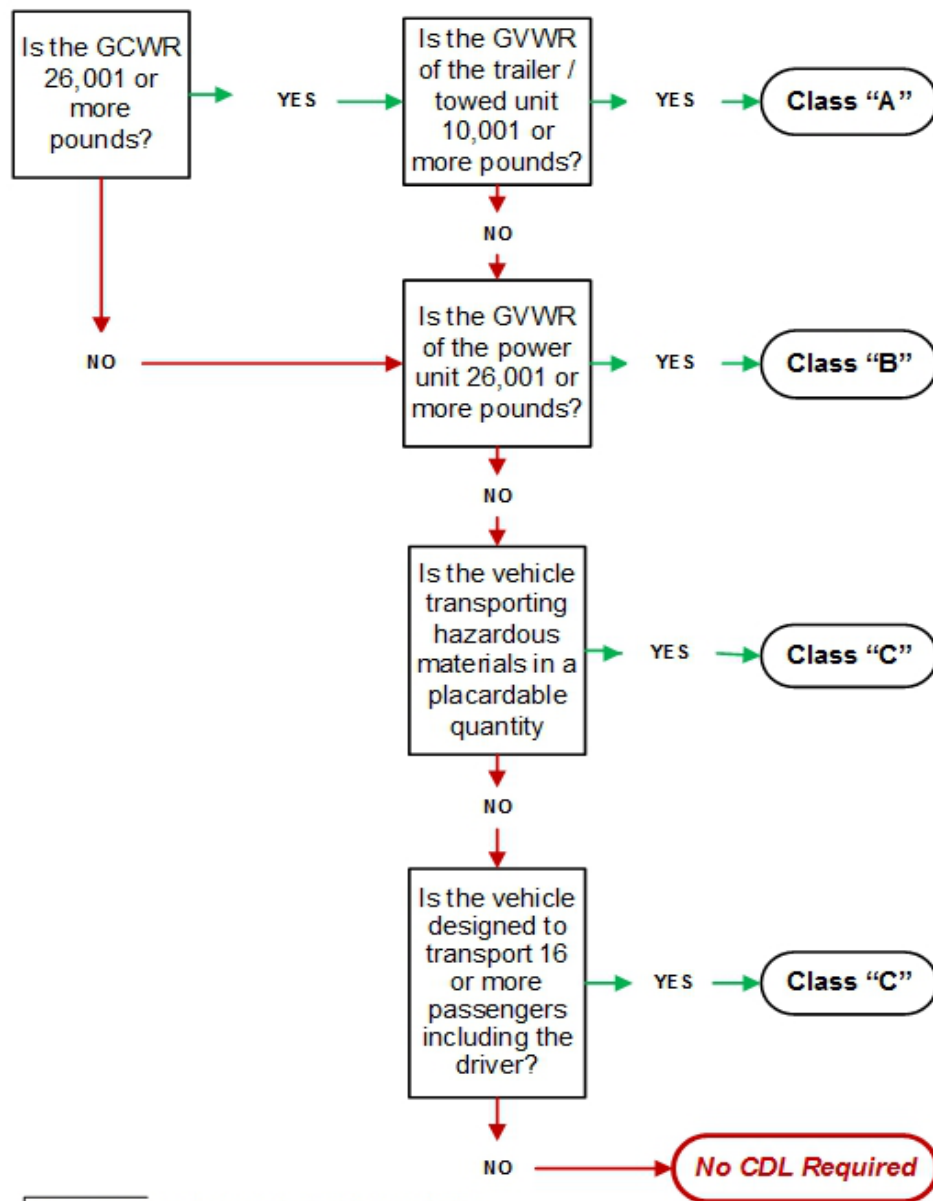 Is the GCWR
26,001 or
more
pounds?
YES
Is the GVWR
of the trailer /
towed unit
10,001 or
more pounds?
YES
Class “A”
NO
NO
Is the GVWR
of the power
unit 26,001 or
more pounds?
YES
Class “B”
NO
Is the vehicle
transporting
hazardous
materials in a
placardable
quantity
YES
Class “C”
NO
Is the vehicle
designed to
transport 16
or more
passengers
including the
driver?
YES
Class “C”
NO
No CDL Required